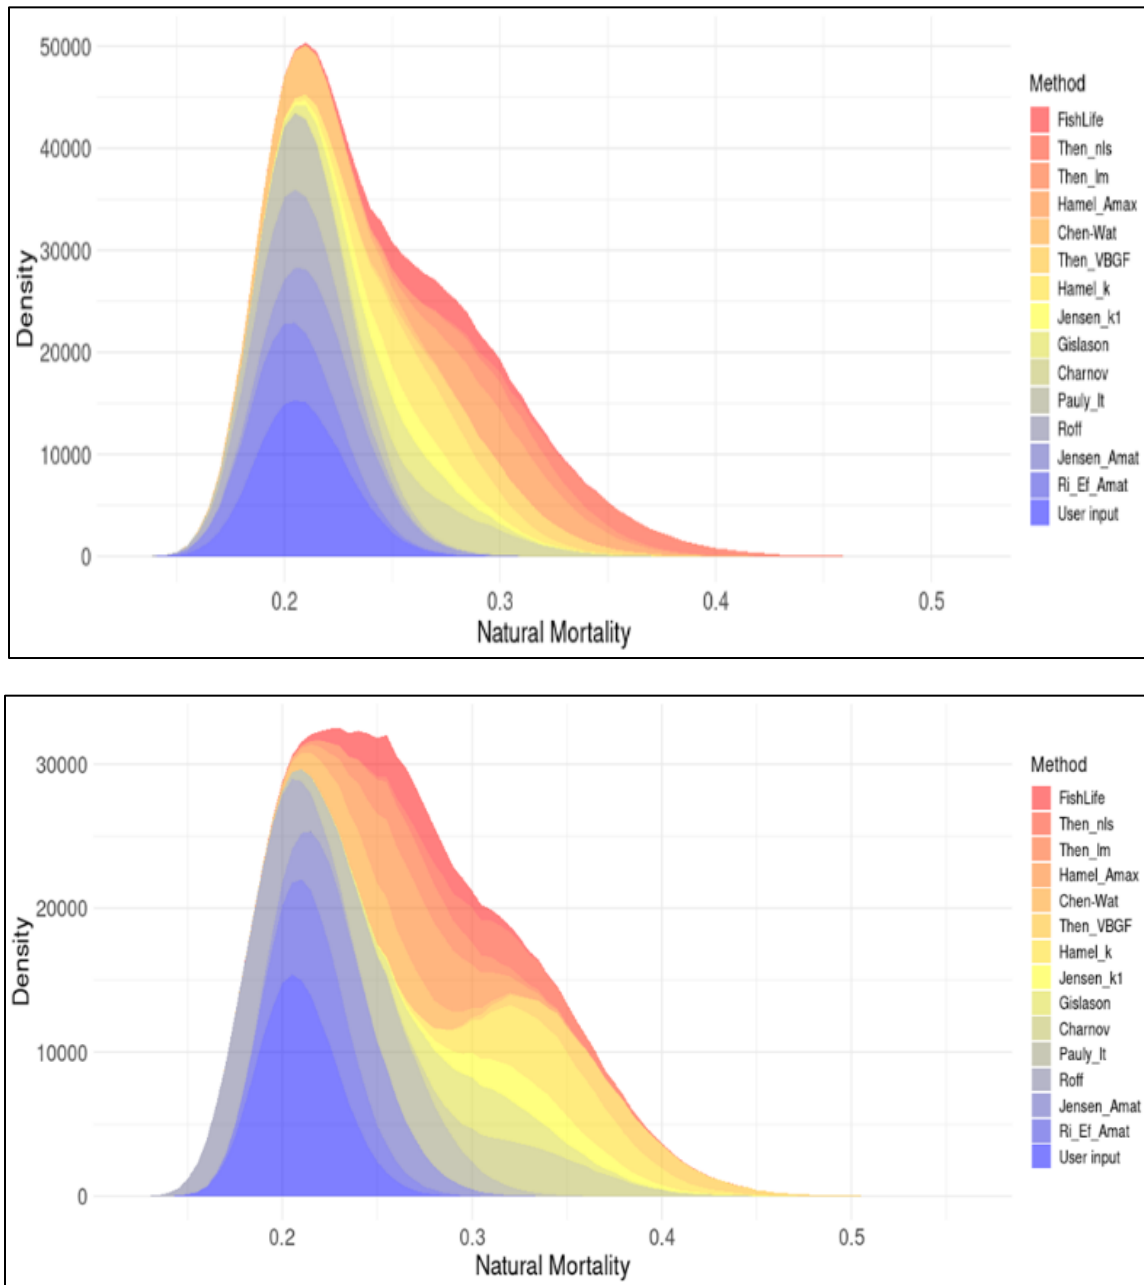 50000
40000
30000
20000
10000
0
Density
0.2 0.3 0.4 0.5
Natural Mortality
Method
FishLife
Then_nls
Then_lm
Hamel_Amax
Chen-Wat
Then_VBGF
Hamel_k
Jensen_k1
Gislason
Charnov
Pauly_lt
Roff
Jensen_Amat
Ri_Ef_Amat
User input
30000
20000
10000
0
Density
0.2 0.3 0.4 0.5
Natural Mortality
Method
FishLife
Then_nls
Then_lm
Hamel_Amax
Chen-Wat
Then_VBGF
Hamel_k
Jensen_k1
Gislason
Charnov
Pauly_lt
Roff
Jensen_Amat
Ri_Ef_Amat
User input